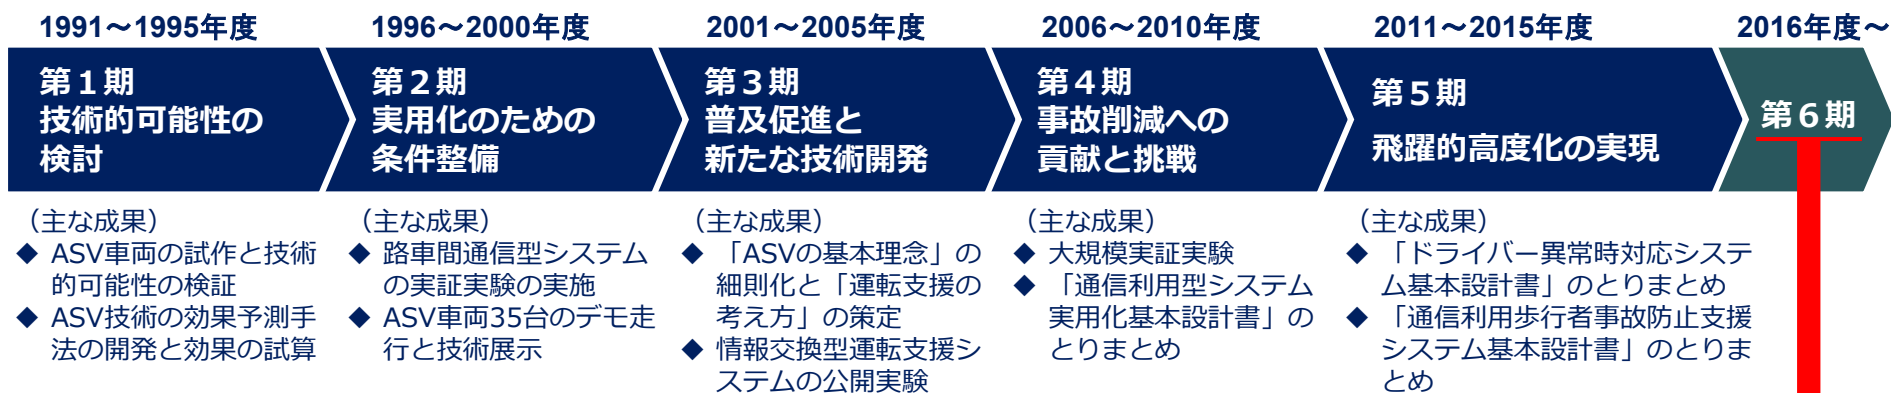 1991～1995年度
第１期
技術的可能性の
検討
（主な成果）
◆ ASV車両の試作と技術
的可能性の検証
◆ ASV技術の効果予測手
法の開発と効果の試算
1996～2000年度
第２期
実用化のための
条件整備
（主な成果）
◆ 路車間通信型システム
の実証実験の実施
◆ ASV車両35台のデモ走
行と技術展示
2001～2005年度
第３期
普及促進と
新たな技術開発
（主な成果）
◆ 「ASVの基本理念」の
細則化と「運転支援の
考え方」の策定
◆ 情報交換型運転支援シ
ステムの公開実験
2006～2010年度
第４期
事故削減への
貢献と挑戦
（主な成果）
◆ 大規模実証実験
◆ 「通信利用型システム
実用化基本設計書」の
とりまとめ
2011～2015年度
第５期
飛躍的高度化の実現
（主な成果）
◆ 「ドライバー異常時対応システ
ム基本設計書」のとりまとめ
◆ 「通信利用歩行者事故防止支援
システム基本設計書」のとりま
とめ
2016年度～
第６期